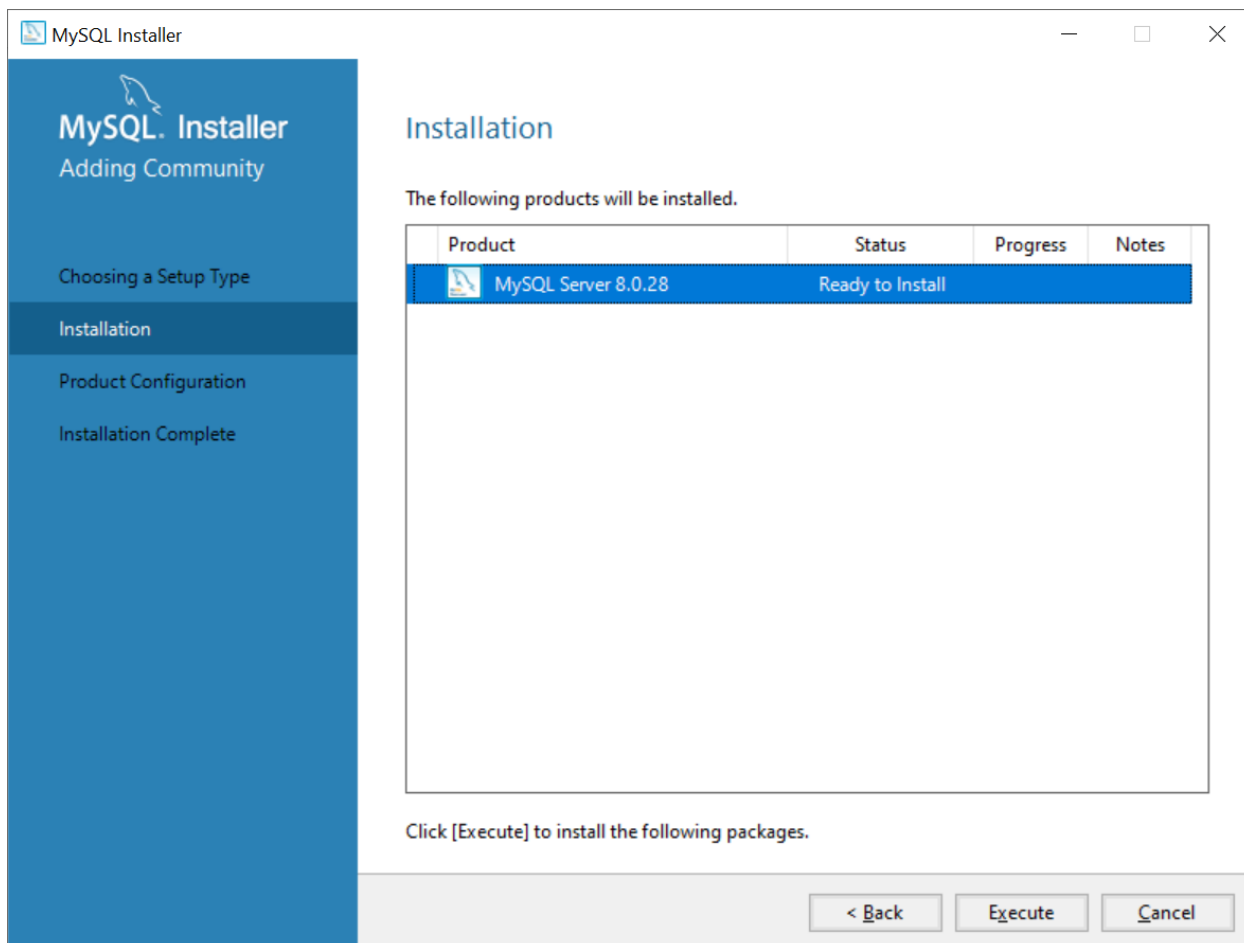 MySQL Installer
MySQL. Installer
Adding Community
Choosing a Setup Type
Installation
Product Configuration
Installation Complete
Installation
The following products will be installed.
Product Status Progress Notes
MySQL Server 8.0.28 Ready to Install
Click [Execute] to install the following packages.
< Back Execute Cancel